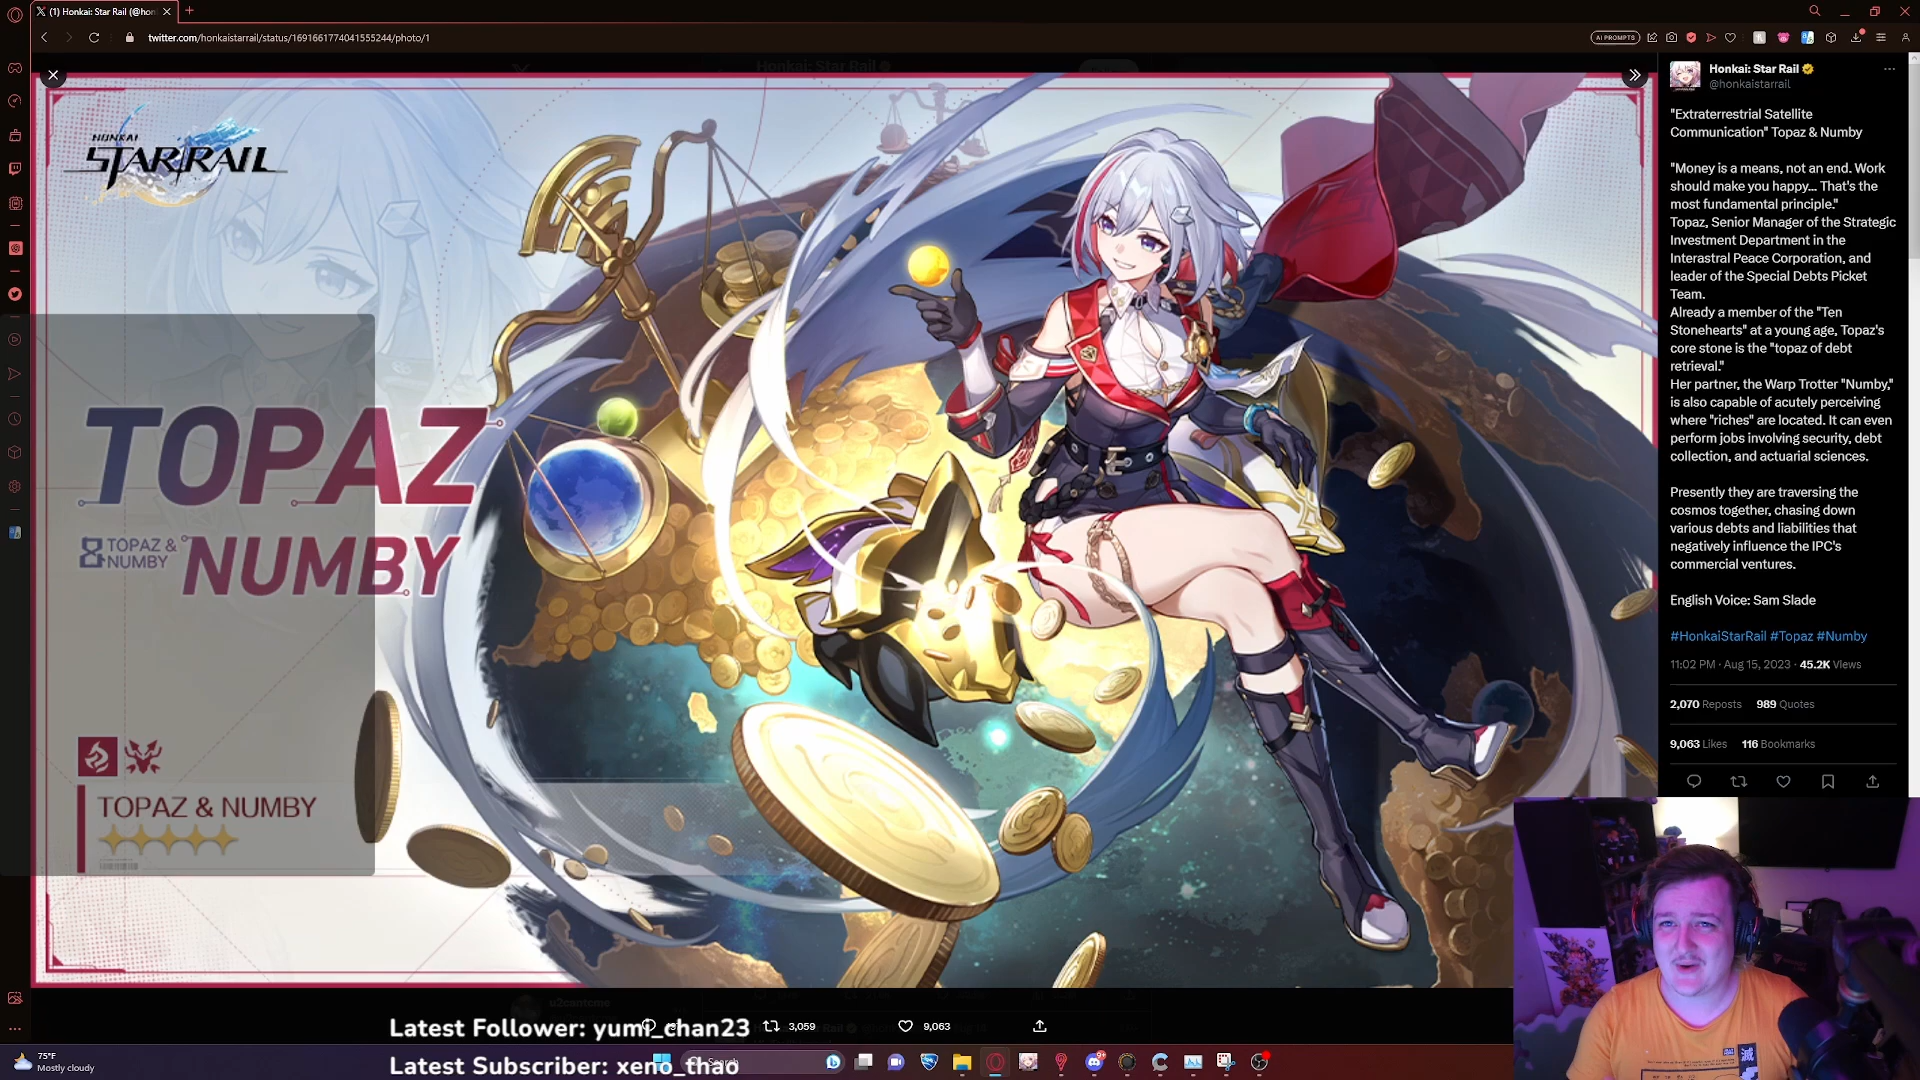 (1) Honkai: Star Rail (@hon
twitter.com/honkaistarrail/status/1691661774041555244/photo/1
AI PROMPTS
HONKAI
STAR RAIL
TOPAZ
TOPAZ &
NUMBY
NUMBY
TOPAZ & NUMBY
Honkai: Star Rail
@honkaistarrail
"Extraterrestrial Satellite
Communication" Topaz & Numby
"Money is a means, not an end. Work
should make you happy... That's the
most fundamental principle."
Topaz, Senior Manager of the Strategic
Investment Department in the
Interastral Peace Corporation, and
leader of the Special Debts Picket
Team.
Already a member of the "Ten
Stonehearts" at a young age, Topaz's
core stone is the "topaz of debt
retrieval."
Her partner, the Warp Trotter "Numby,"
is also capable of acutely perceiving
where "riches" are located. It can even
perform jobs involving security, debt
collection, and actuarial sciences.
Presently they are traversing the
cosmos together, chasing down
various debts and liabilities that
negatively influence the IPC's
commercial ventures.
English Voice: Sam Slade
#HonkaiStarRail #Topaz #Numby
11:02 PM · Aug 15, 2023 · 45.2K Views
2,070 Reposts 989 Quotes
9,063 Likes 116 Bookmarks
u2cantcme
Latest Follower: yumi_chan23
3,059
9,063
Latest Subscriber: xeno_thao
Search
75°F
Mostly cloudy